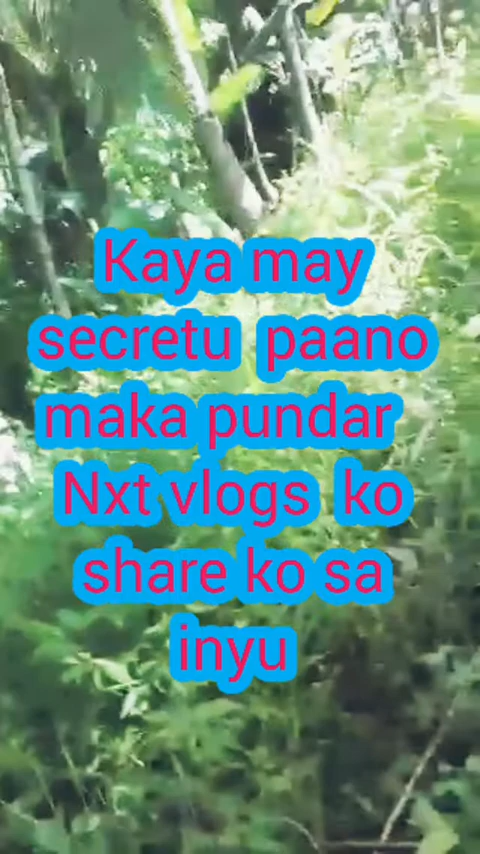 Kaya may
secretu paano
maka pundar
Nxt vlogs ko
share ko sa
inyu